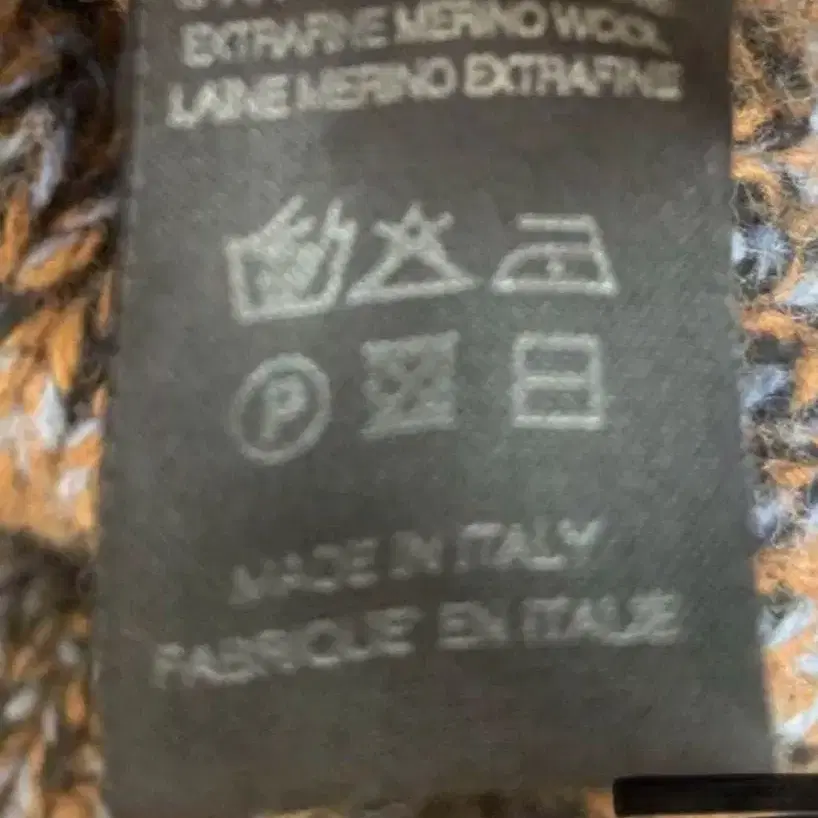 EXTRAFINE MERINO WOOL
LAINE MERINO EXTRAFINE
P
MADE IN ITALY
FABRIQUE' EN ITALIE